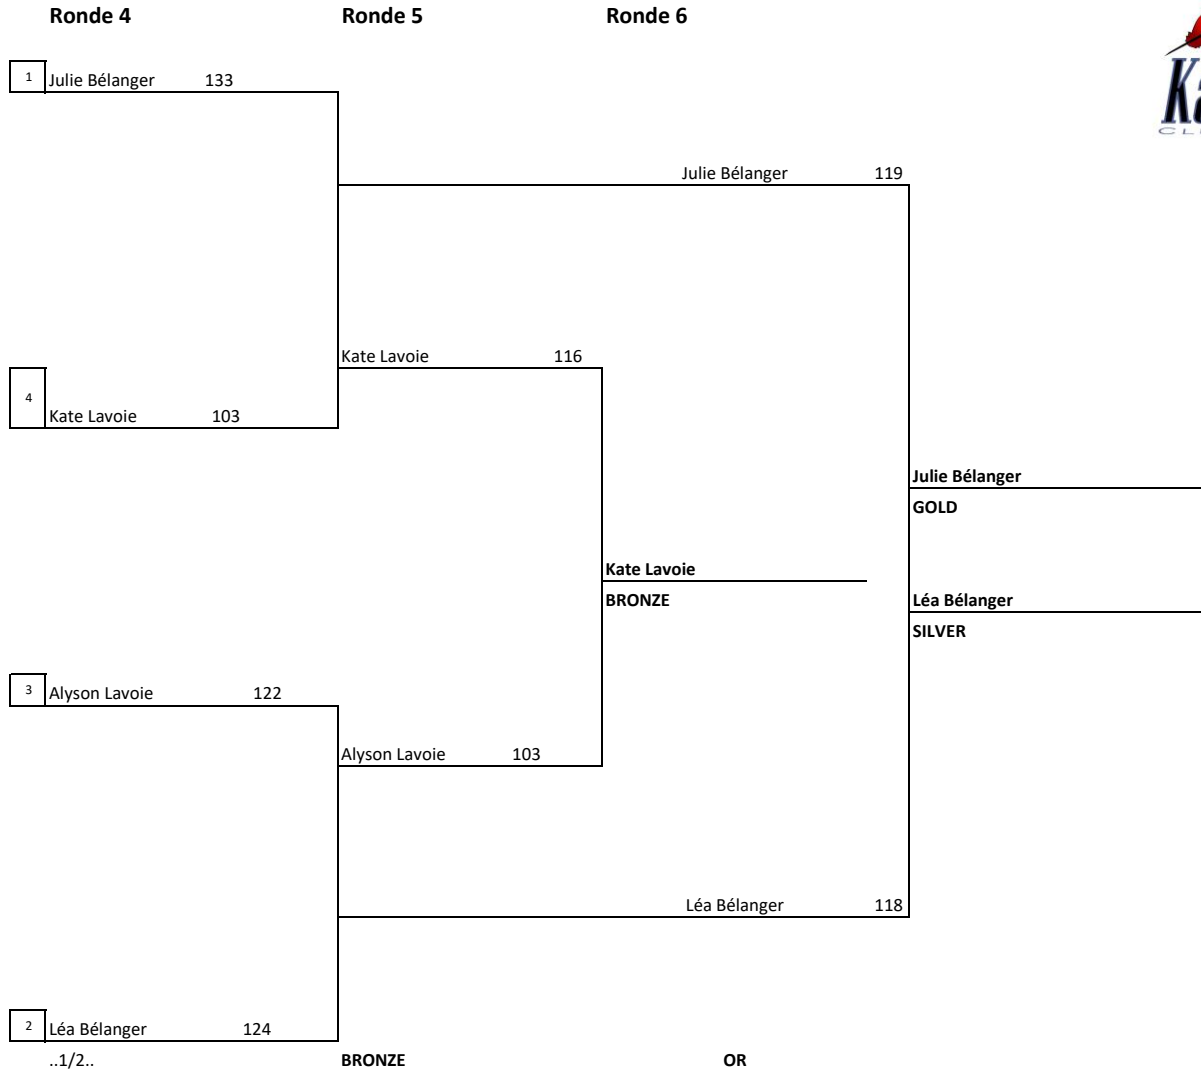 Ronde 4 Ronde 5 Ronde 6
1 Julie Bélanger 133
Julie Bélanger 119
Kate Lavoie 116
4 Kate Lavoie 103
Julie Bélanger
GOLD
Kate Lavoie
BRONZE
Léa Bélanger
SILVER
3 Alyson Lavoie 122
Alyson Lavoie 103
Léa Bélanger 118
2 Léa Bélanger 124
..1/2.. BRONZE OR